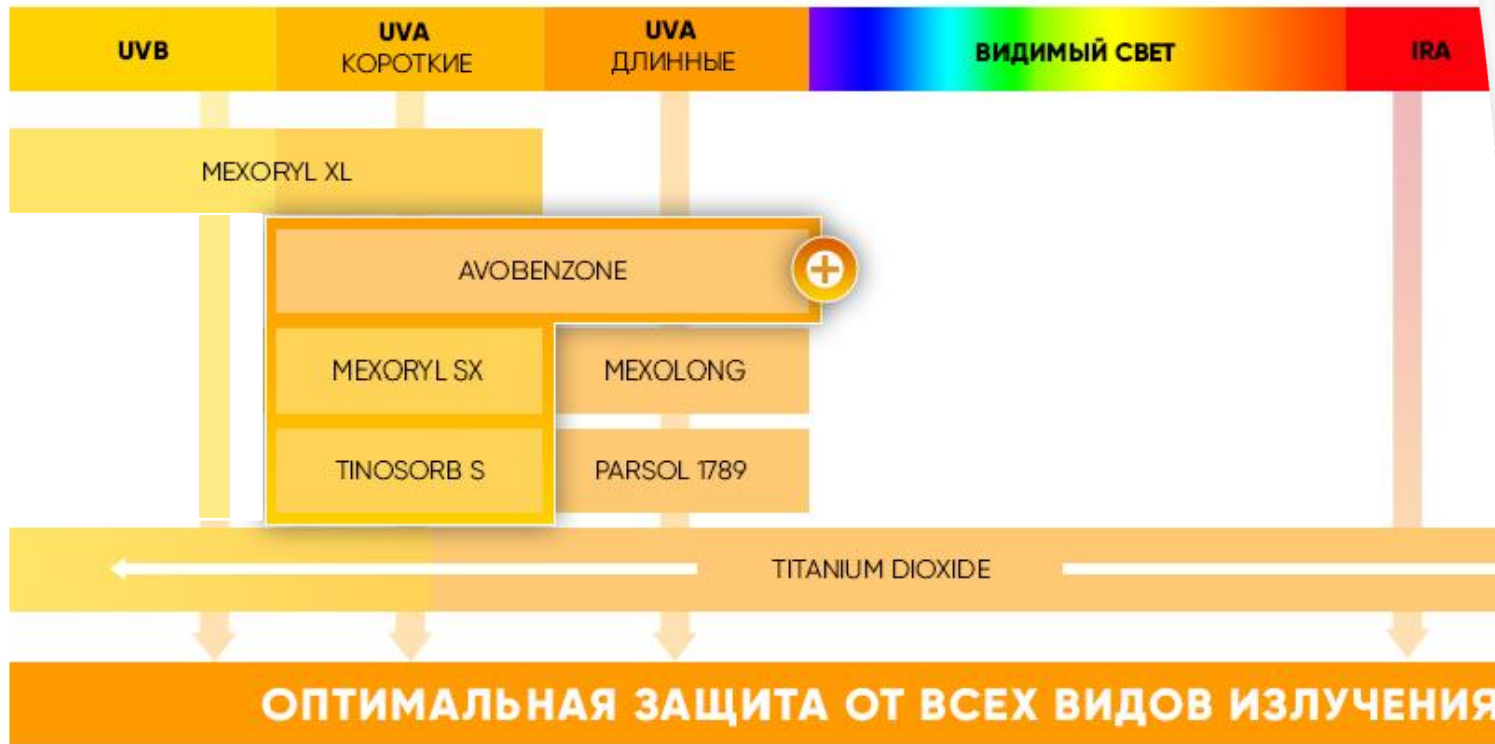 UVB
UVA
КОРОТКИЕ
UVA
ДЛИННЫЕ
ВИДИМЫЙ СВЕТ
IRA
MEXORYL XL
AVOBENZONE
MEXORYL SX
MEXOLONG
TINOSORB S
PARSOL 1789
TITANIUM DIOXIDE
ОПТИМАЛЬНАЯ ЗАЩИТА ОТ ВСЕХ ВИДОВ ИЗЛУЧЕНИЯ